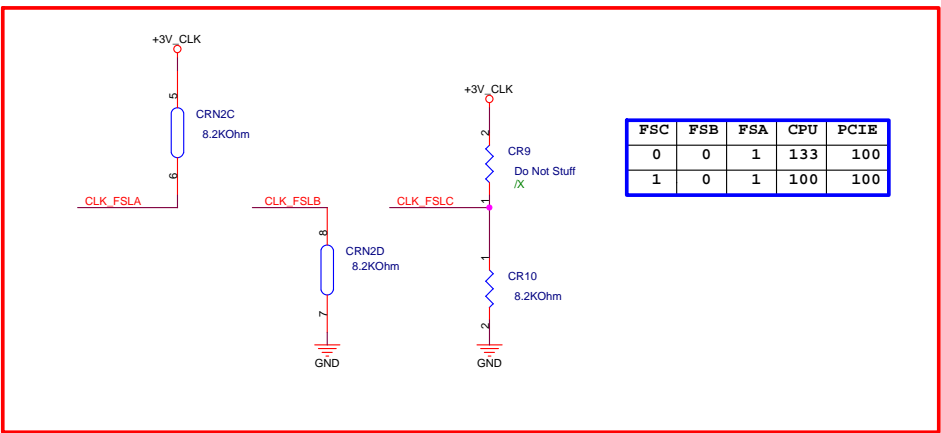 +3V_CLK
5
CRN2C
8.2KOhm
6
CLK_FSLA
CLK_FSLB
8
CRN2D
8.2KOhm
7
GND
+3V_CLK
2
CR9
Do Not Stuff
/X
1
CLK_FSLC
1
CR10
8.2KOhm
2
GND
FSC FSB FSA CPU PCIE
0 0 1 133 100
1 0 1 100 100